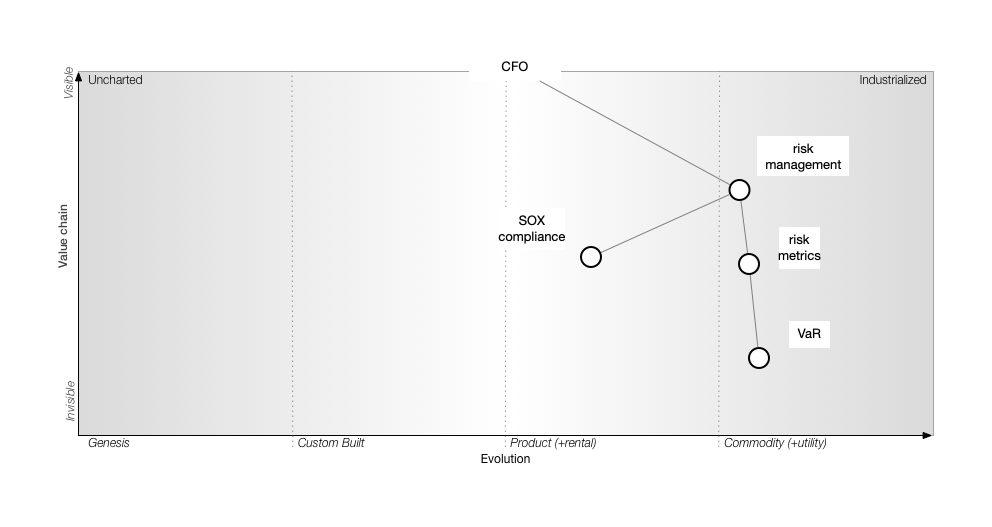 CFO
Visible
Uncharted
Industrialized
risk
management
SOX
compliance
Value chain
risk
metrics
VaR
Invisible
Genesis
Custom Built
Product (+rental)
Commodity (+utility)
Evolution